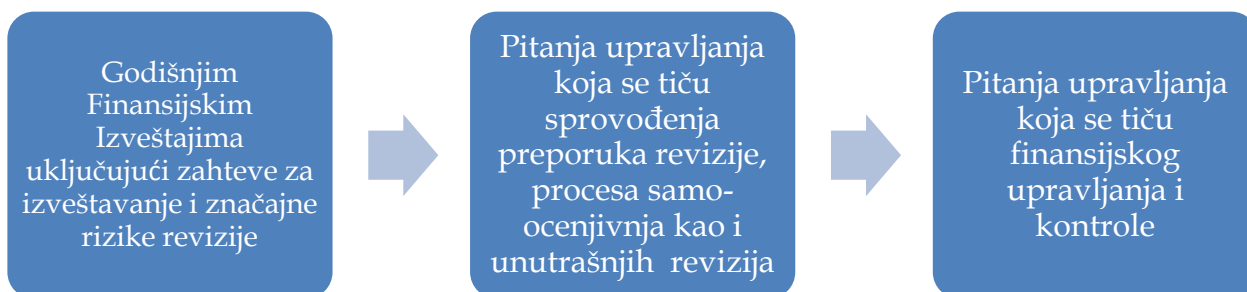 Godišnjim
Finansijskim
Izveštajima
uključujući zahteve za
izveštavanje i značajne
rizike revizije
Pitanja upravljanja
koja se tiču
sprovođenja
preporuka revizije,
procesa samo-
ocenjivnja kao i
unutrašnjih revizija
Pitanja upravljanja
koja se tiču
finansijskog
upravljanja i
kontrole